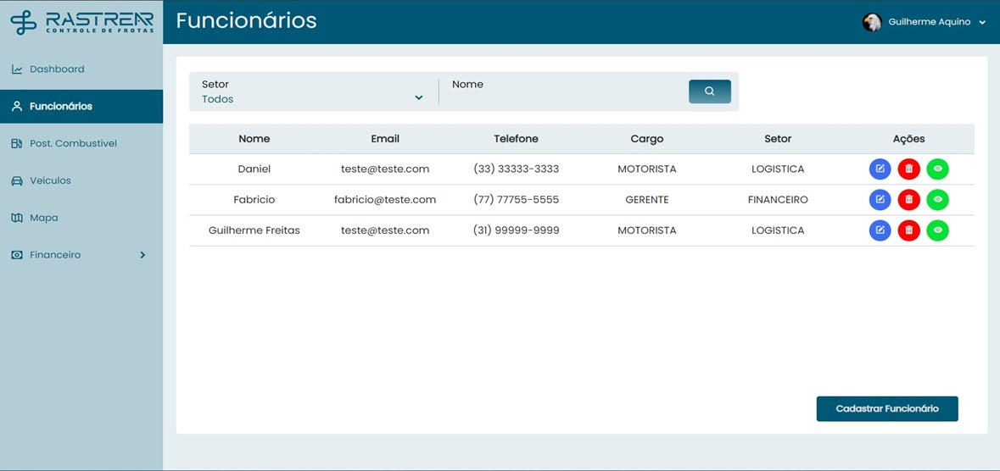 RASTREAR
CONTROLE DE FROTAS
Funcionários
Guilherme Aquino
Dashboard
Funcionários
Post. Combustivel
Veículos
Mapa
Financeiro
Setor
Todos
Nome
Nome Email Telefone Cargo Setor Ações
Daniel teste@teste.com (33) 33333-3333 MOTORISTA LOGISTICA
Fabricio fabricio@teste.com (77) 77755-5555 GERENTE FINANCEIRO
Guilherme Freitas teste@teste.com (31) 99999-9999 MOTORISTA LOGISTICA
Cadastrar Funcionário